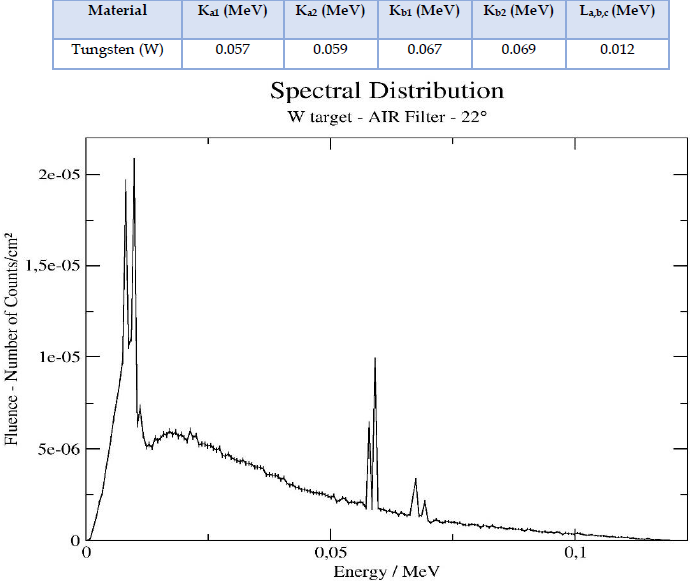 Material Ka1 (MeV) Ka2 (MeV) Kb1 (MeV) Kb2 (MeV) La,b,c (MeV)
Tungsten (W) 0.057 0.059 0.067 0.069 0.012
Spectral Distribution
W target - AIR Filter - 22°
Fluence - Number of Counts/cm²
2e-05
1,5e-05
1e-05
5e-06
0
0 0,05 0,1
Energy / MeV